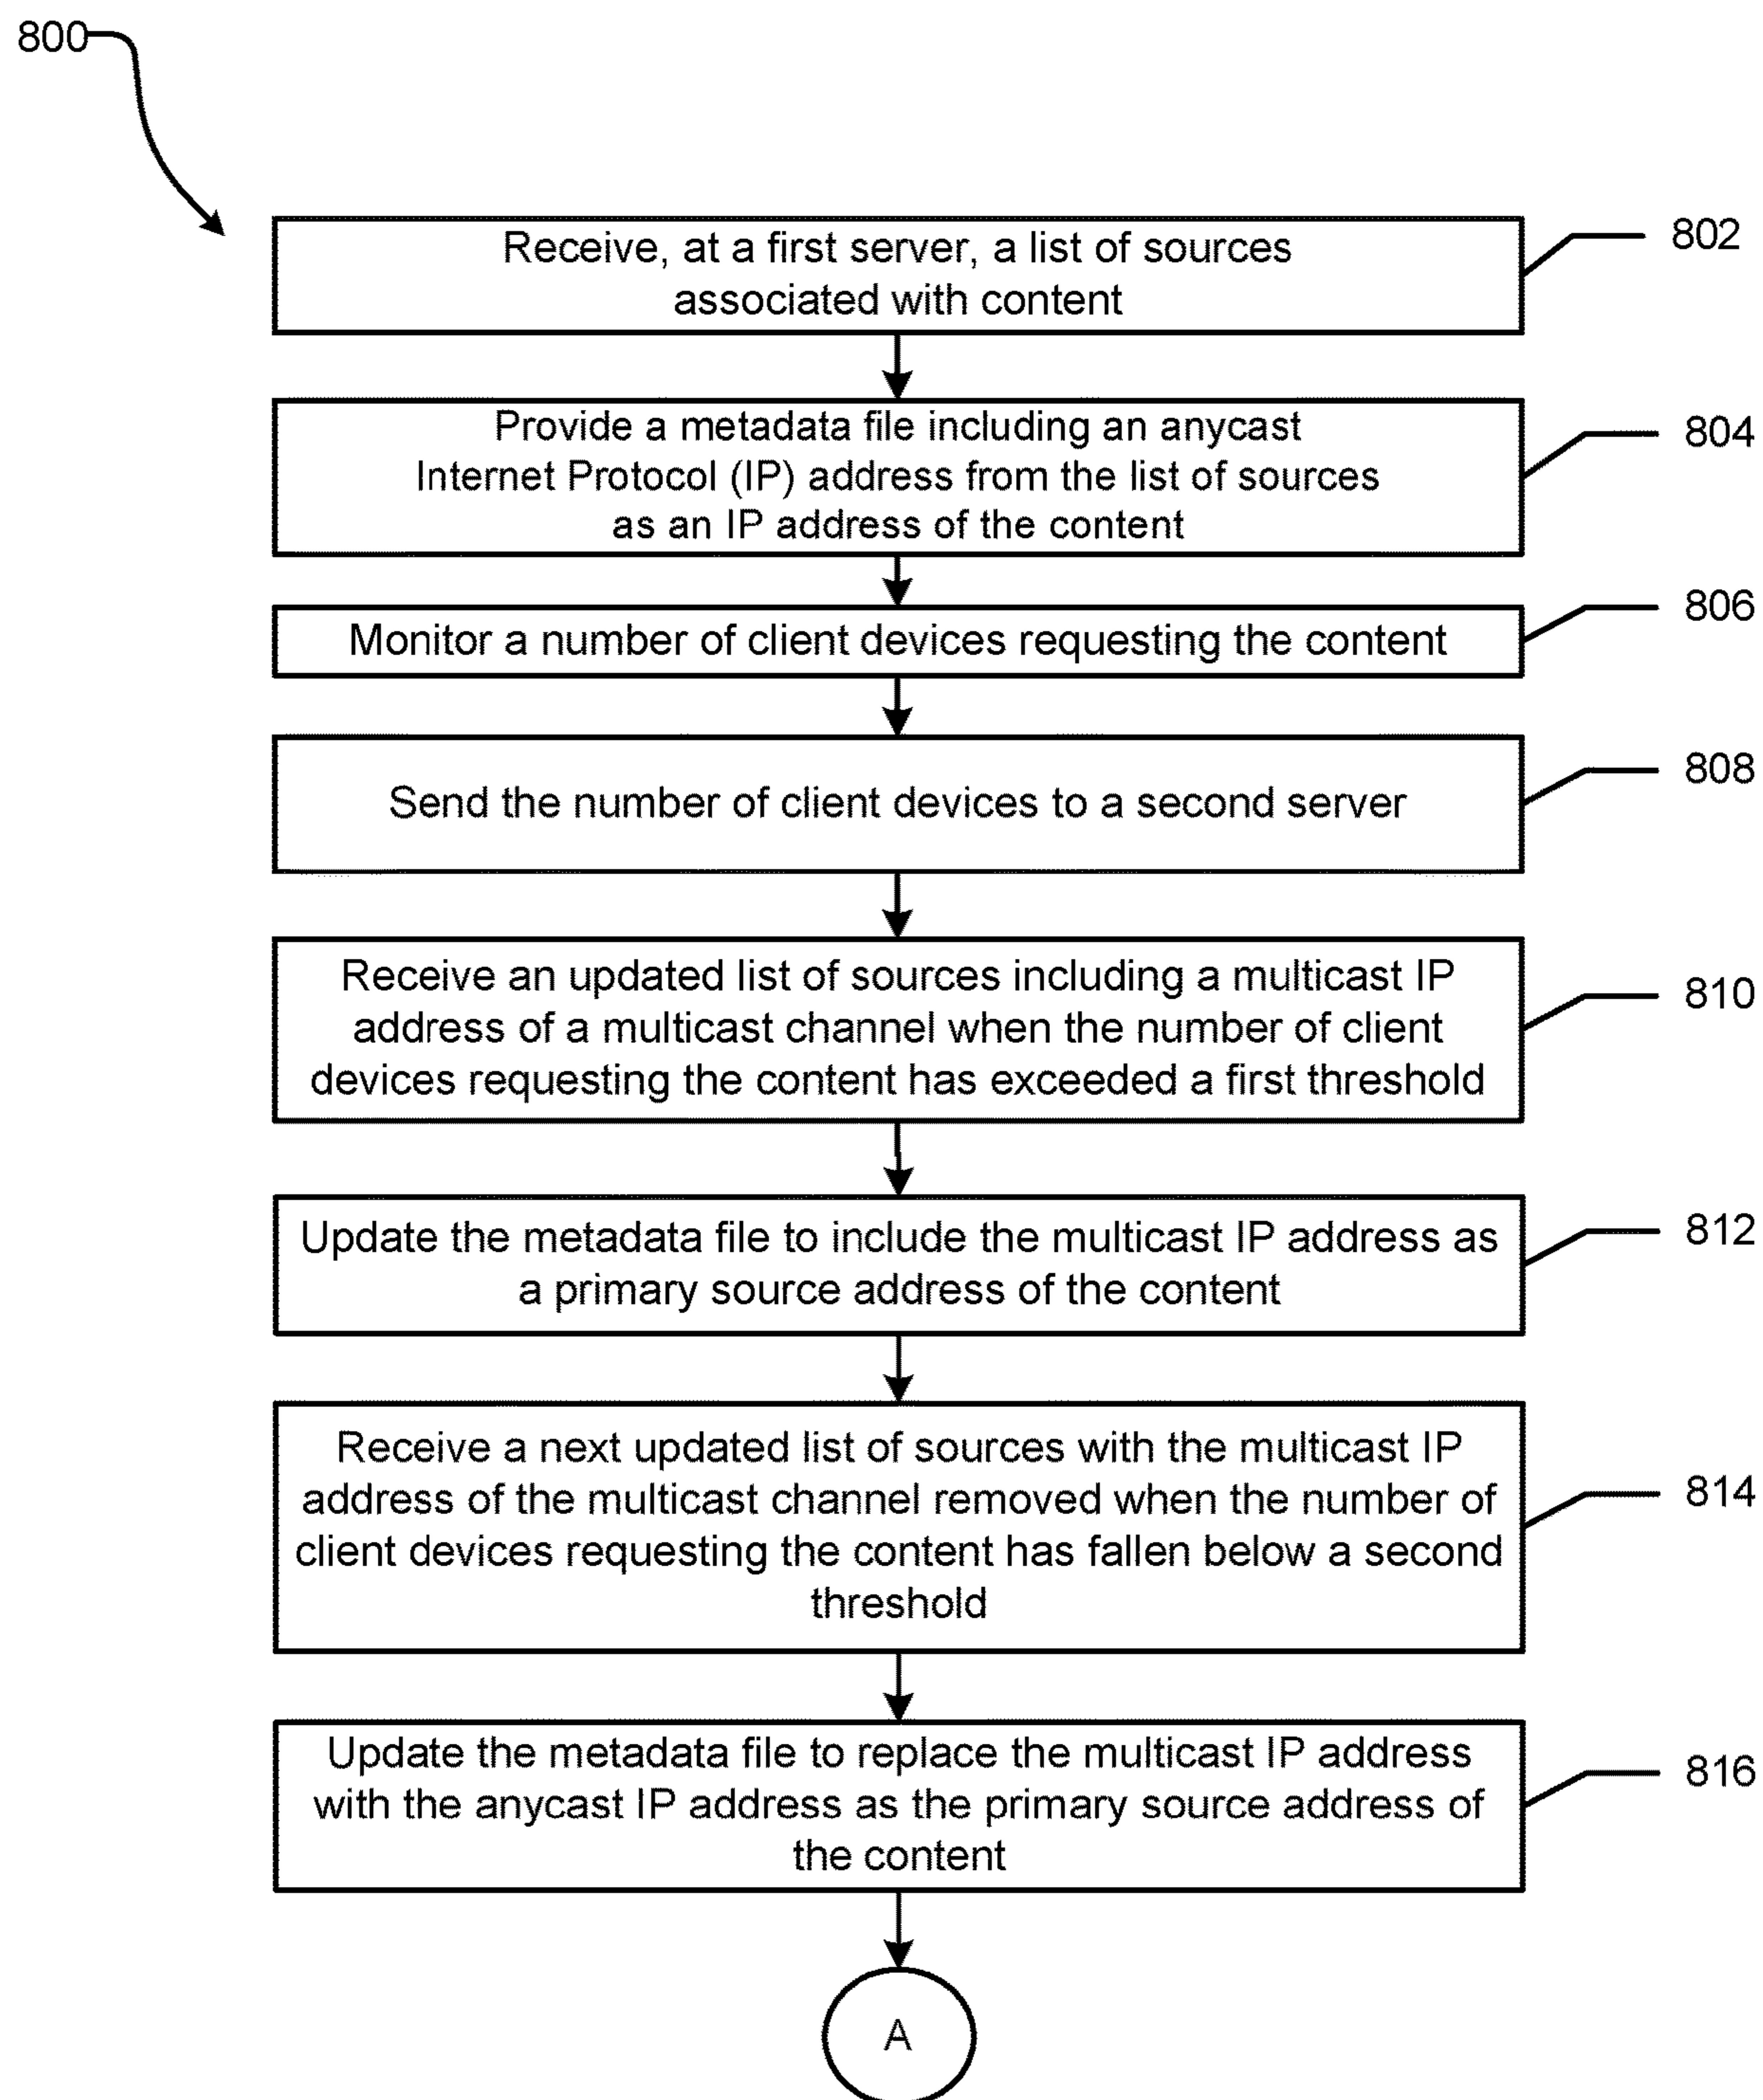 800
Receive, at a first server, a list of sources
associated with content
802
Provide a metadata file including an anycast
Internet Protocol (IP) address from the list of sources
as an IP address of the content
804
Monitor a number of client devices requesting the content
806
Send the number of client devices to a second server
808
Receive an updated list of sources including a multicast IP
address of a multicast channel when the number of client
devices requesting the content has exceeded a first threshold
810
Update the metadata file to include the multicast IP address as
a primary source address of the content
812
Receive a next updated list of sources with the multicast IP
address of the multicast channel removed when the number of
client devices requesting the content has fallen below a second
threshold
814
Update the metadata file to replace the multicast IP address
with the anycast IP address as the primary source address of
the content
816
A